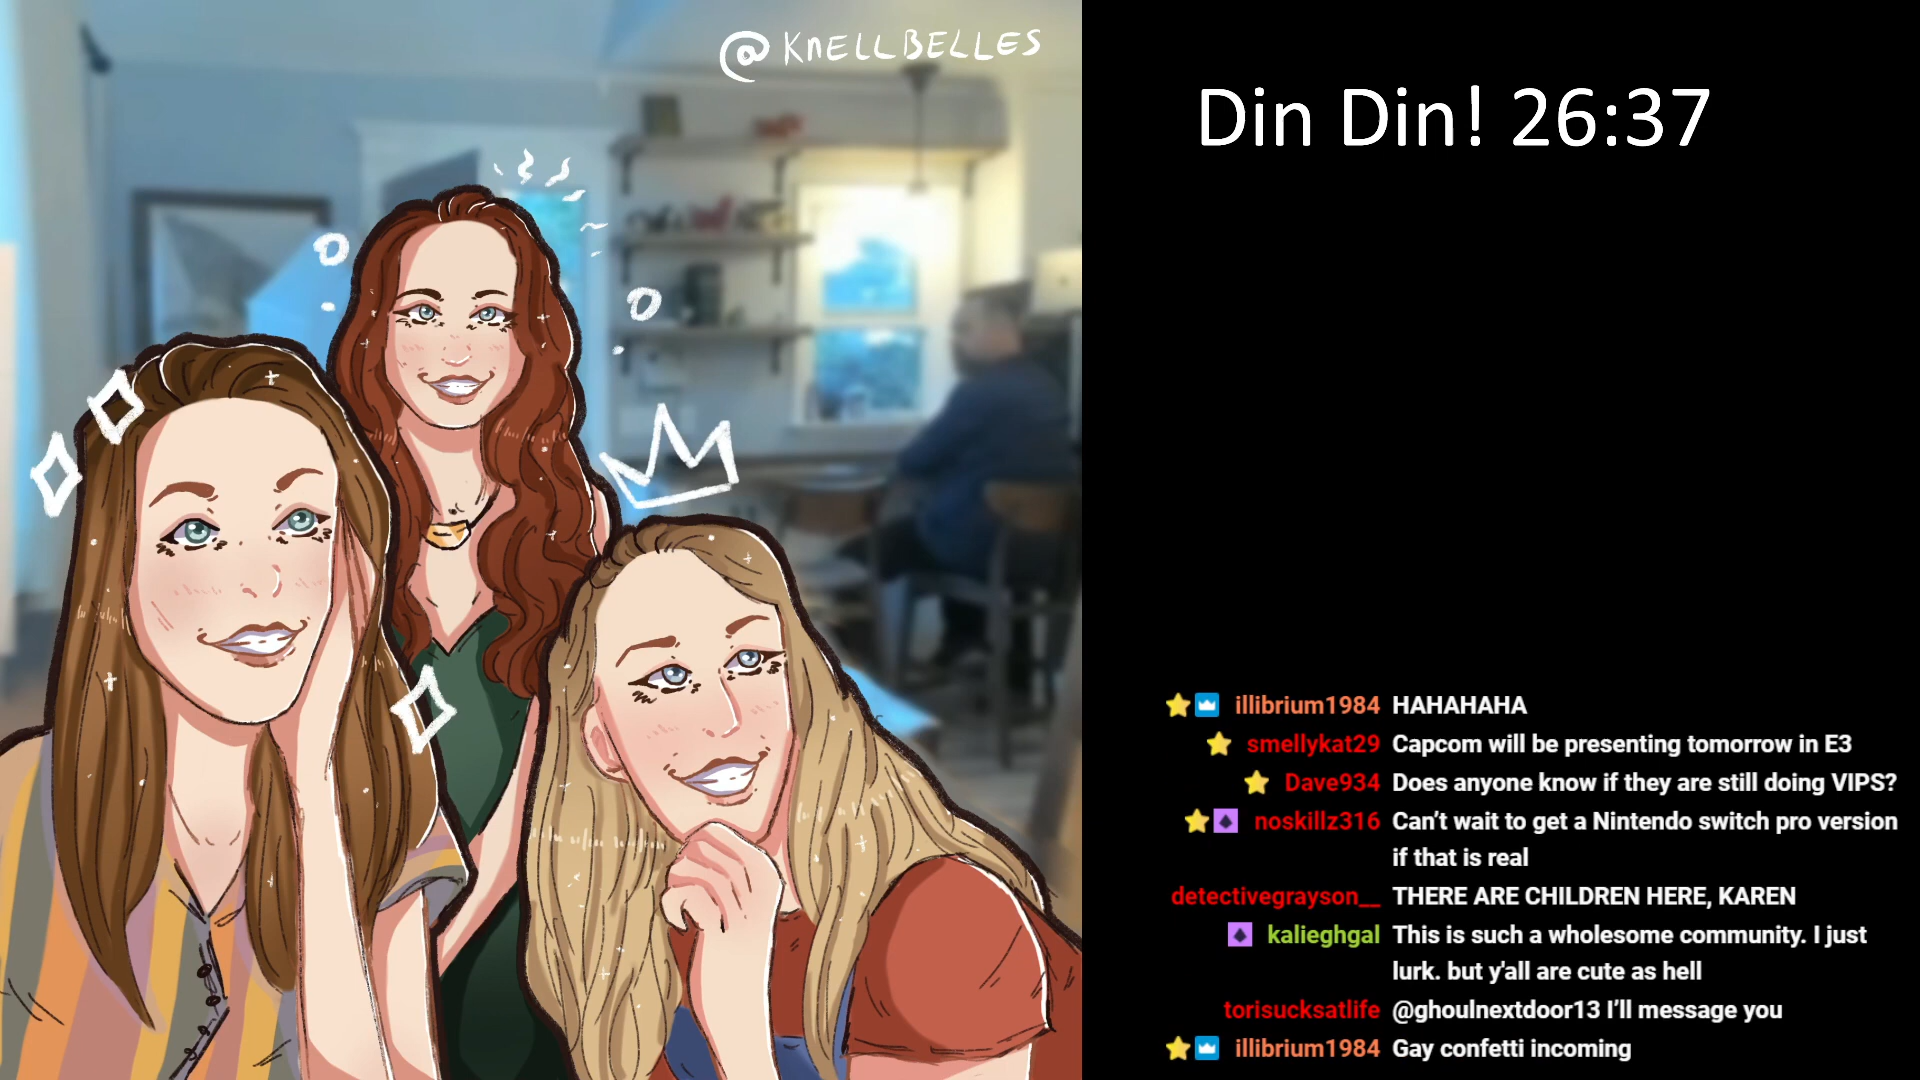 @KNELLBELLES
Din Din! 26:37
illibrium1984 HAHAHAHA
smellykat29 Capcom will be presenting tomorrow in E3
Dave934 Does anyone know if they are still doing VIPS?
noskillz316 Can’t wait to get a Nintendo switch pro version
if that is real
detectivegrayson__ THERE ARE CHILDREN HERE, KAREN
kalieghgal This is such a wholesome community. I just
lurk. but y'all are cute as hell
torisucksatlife @ghoulnextdoor13 I’ll message you
illibrium1984 Gay confetti incoming